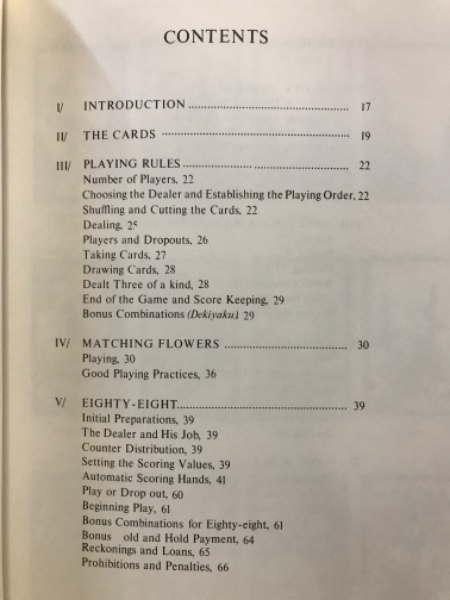 CONTENTS
I/ INTRODUCTION ........................................ 17
II/ THE CARDS ........................................ 19
III/ PLAYING RULES ........................................ 22
Number of Players, 22
Choosing the Dealer and Establishing the Playing Order, 22
Shuffling and Cutting the Cards, 22
Dealing, 25
Players and Dropouts, 26
Taking Cards, 27
Drawing Cards, 28
Dealt Three of a kind, 28
End of the Game and Score Keeping, 29
Bonus Combinations (Dekiyaku) 29
IV/ MATCHING FLOWERS ........................................ 30
Playing, 30
Good Playing Practices, 36
V/ EIGHTY-EIGHT ........................................ 39
Initial Preparations, 39
The Dealer and His Job, 39
Counter Distribution, 39
Setting the Scoring Values, 39
Automatic Scoring Hands, 41
Play or Drop out, 60
Beginning Play, 61
Bonus Combinations for Eighty-eight, 61
Bonus old and Hold Payment, 64
Reckonings and Loans, 65
Prohibitions and Penalties, 66